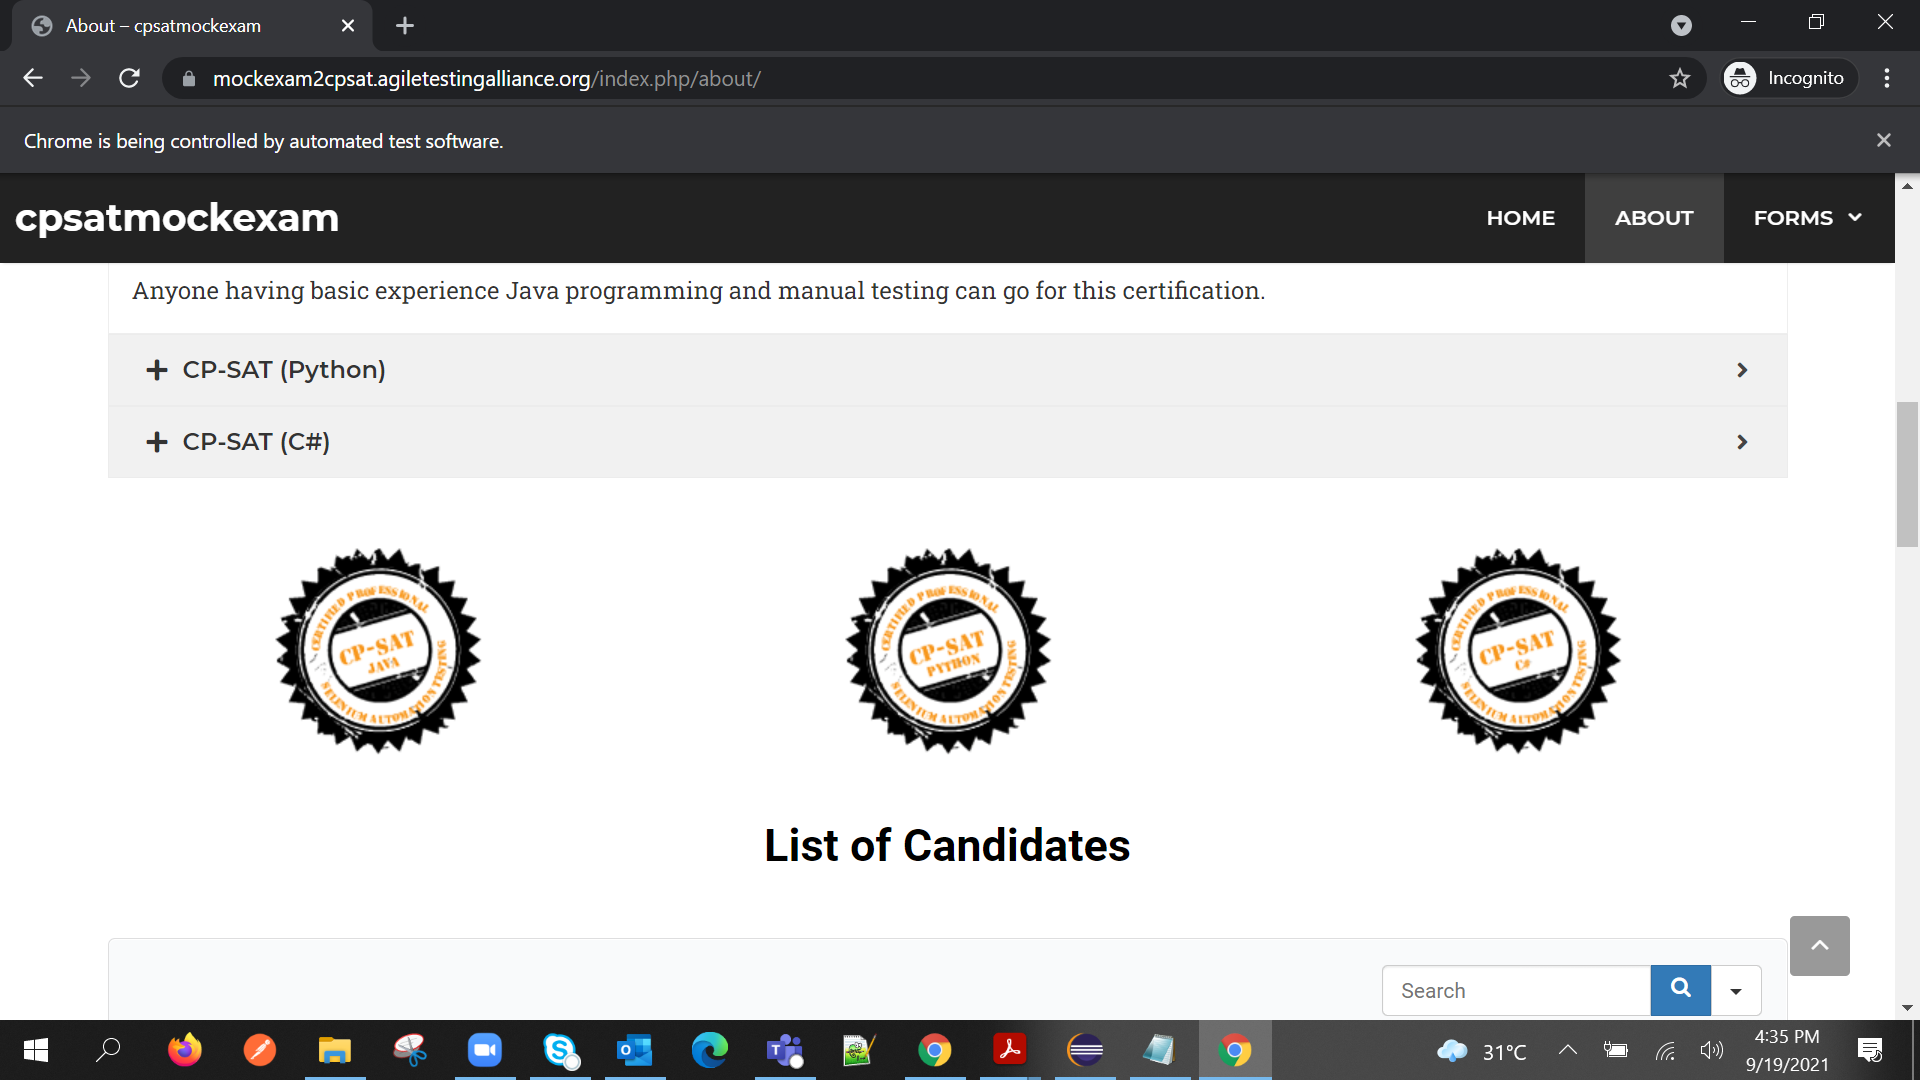 About – cpsatmockexam
mockexam2cpsat.agiletestingalliance.org/index.php/about/
Incognito
Chrome is being controlled by automated test software.
cpsatmockexam
HOME ABOUT FORMS
Anyone having basic experience Java programming and manual testing can go for this certification.
CP-SAT (Python)
CP-SAT (C#)
CERTIFIED PROFESSIONAL
CP-SAT
JAVA
SELENIUM AUTOMATION TESTING
CERTIFIED PROFESSIONAL
CP-SAT
PYTHON
SELENIUM AUTOMATION TESTING
CERTIFIED PROFESSIONAL
CP-SAT
C#
SELENIUM AUTOMATION TESTING
List of Candidates
Search
31°C
4:35 PM
9/19/2021